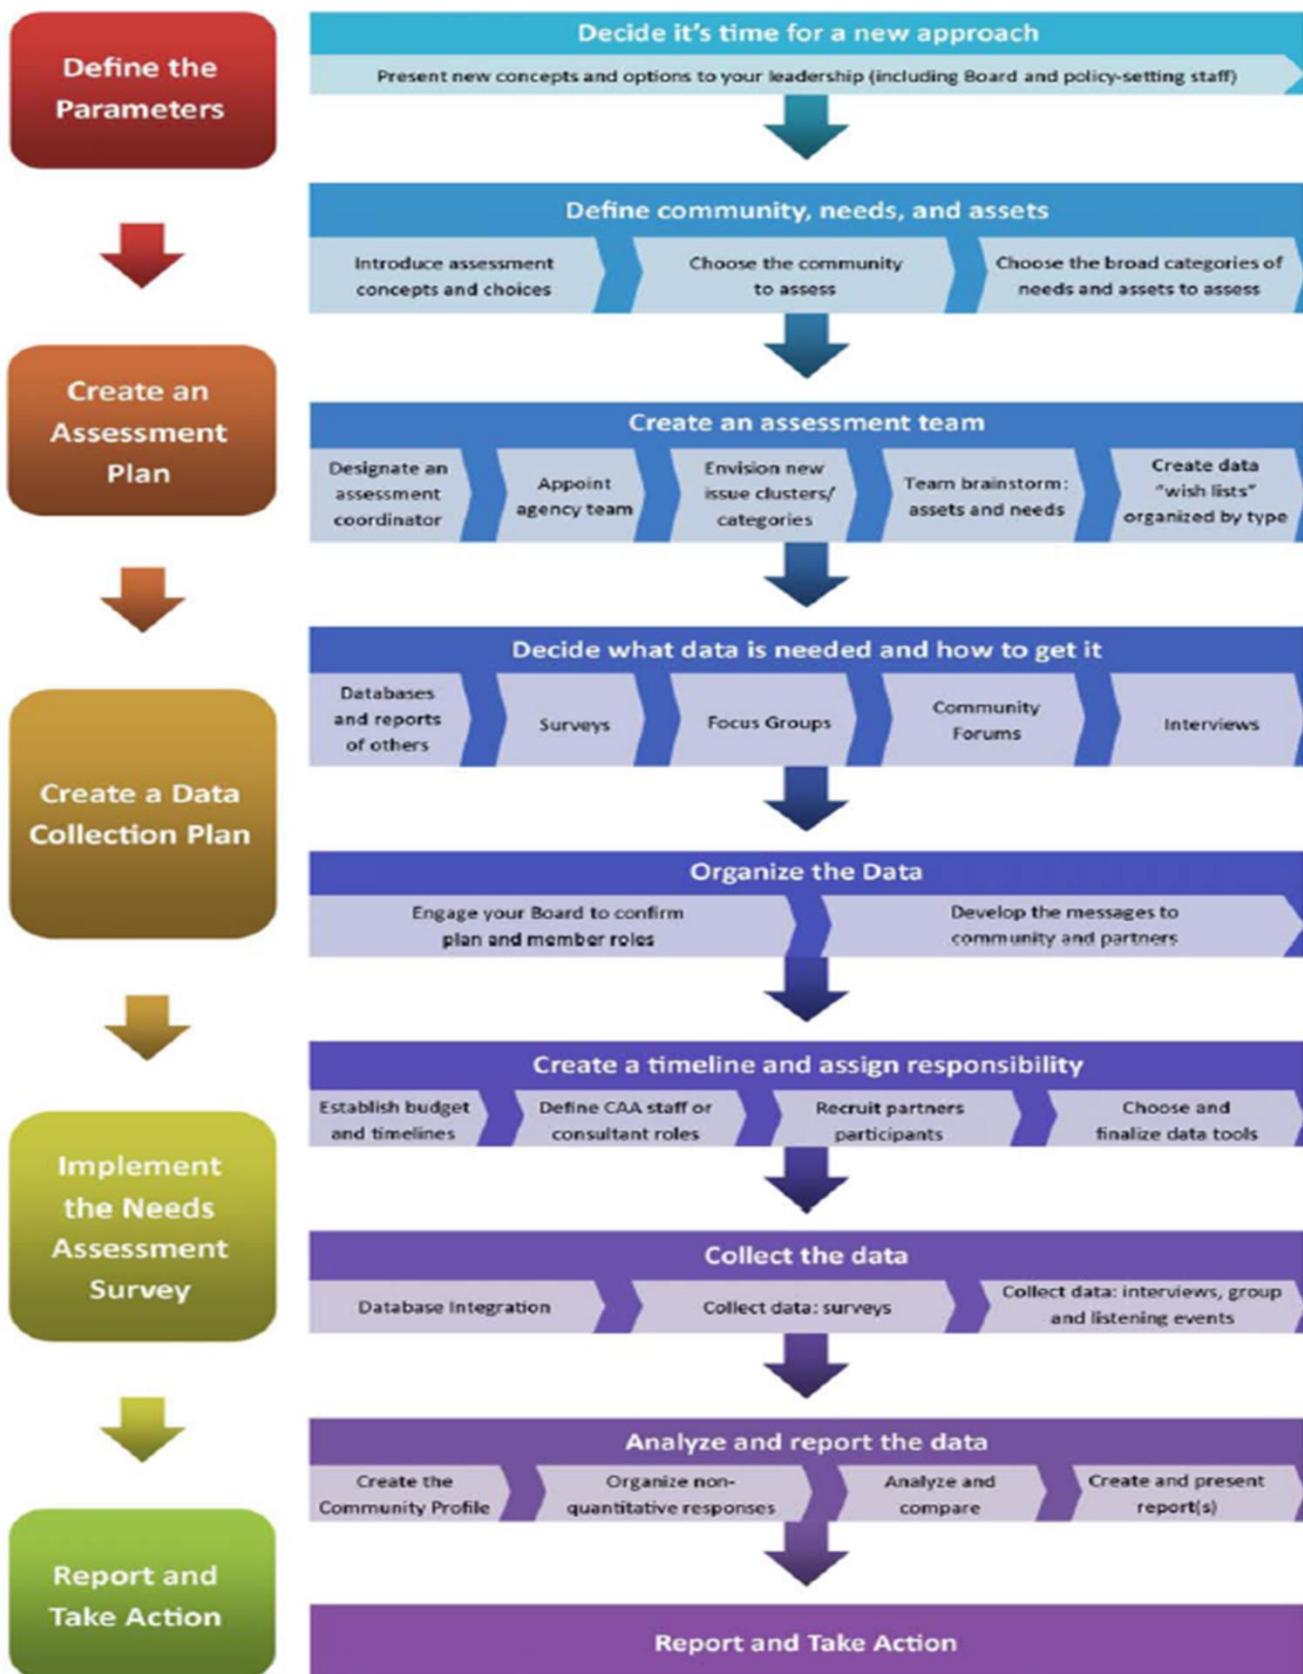 Define the
Parameters
Create an
Assessment
Plan
Create a Data
Collection Plan
Implement
the Needs
Assessment
Survey
Report and
Take Action
Decide it's time for a new approach
Present new concepts and options to your leadership (including Board and policy-setting staff)
Define community, needs, and assets
Introduce assessment
concepts and choices
Choose the community
to assess
Choose the broad categories of
needs and assets to assess
Create an assessment team
Designate an
assessment
coordinator
Appoint
agency team
Envision new
issue clusters/
categories
Team brainstorm:
assets and needs
Create data
"wish lists"
organized by type
Decide what data is needed and how to get it
Databases
and reports
of others
Surveys
Focus Groups
Community
Forums
Interviews
Organize the Data
Engage your Board to confirm
plan and member roles
Develop the messages to
community and partners
Create a timeline and assign responsibility
Establish budget
and timelines
Define CAA staff or
consultant roles
Recruit partners
participants
Choose and
finalize data tools
Collect the data
Database Integration
Collect data: surveys
Collect data: interviews, group
and listening events
Analyze and report the data
Create the
Community Profile
Organize non-
quantitative responses
Analyze and
compare
Create and present
report(s)
Report and Take Action